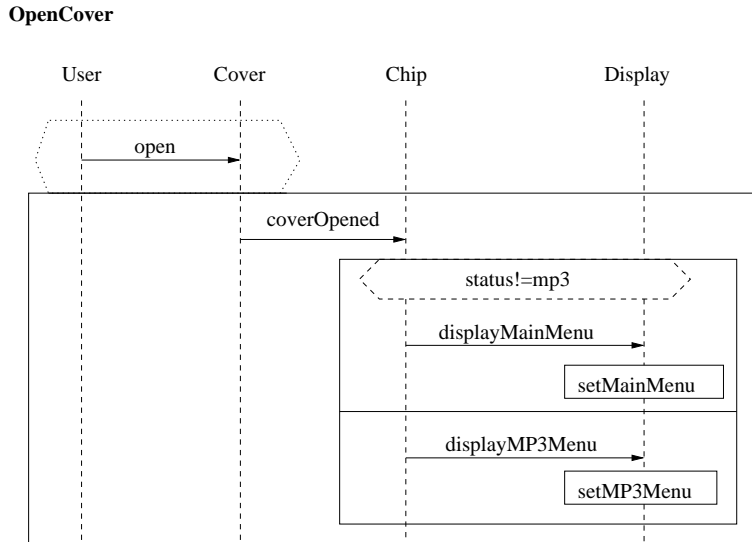 OpenCover
User Cover Chip Display
open
coverOpened
status!=mp3
displayMainMenu
setMainMenu
displayMP3Menu
setMP3Menu